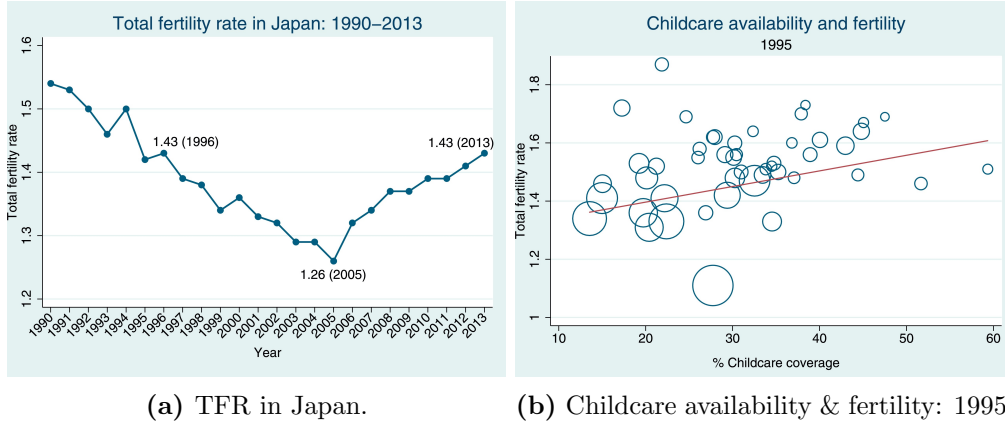 Total fertility rate in Japan: 1990–2013
Total fertility rate
1.6
1.5
1.4
1.3
1.2
1.43 (1996)
1.43 (2013)
1.26 (2005)
1990 1991 1992 1993 1994 1995 1996 1997 1998 1999 2000 2001 2002 2003 2004 2005 2006 2007 2008 2009 2010 2011 2012 2013
Year
(a) TFR in Japan.
Childcare availability and fertility
1995
Total fertility rate
1.8
1.6
1.4
1.2
1
10 20 30 40 50 60
% Childcare coverage
(b) Childcare availability & fertility: 1995